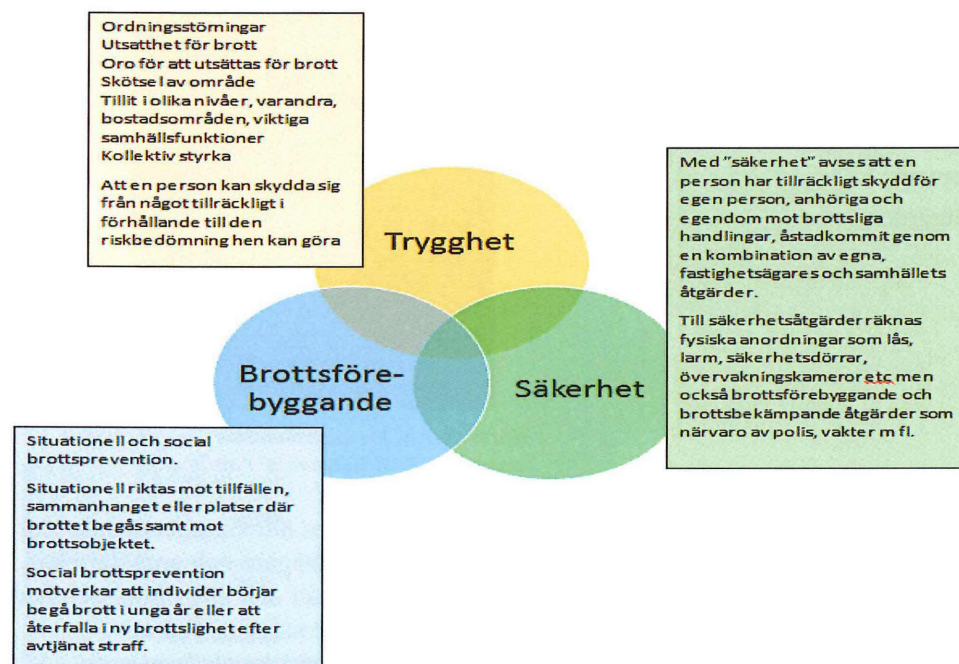 Ordningsstörningar
Utsatthet för brott
Oro för att utsättas för brott
Skötsel av område
Tillit i olika nivåer, varandra,
bostadsområden, viktiga
samhällsfunktioner
Kollektiv styrka
Att en person kan skydda sig
från något tillräckligt i
förhållande till den
riskbedömning hen kan göra
Trygghet
Med "säkerhet" avses att en
person har tillräckligt skydd för
egen person, anhöriga och
egendom mot brottsliga
handlingar, åstadkommit genom
en kombination av egna,
fastighetsägares och samhällets
åtgärder.
Till säkerhetsåtgärder räknas
fysiska anordningar som lås,
larm, säkerhetsdörrar,
övervakningskameror etc men
också brottsförebyggande och
brottsbekämpande åtgärder som
närvaro av polis, vakter m fl.
Brottsföre-
byggande
Säkerhet
Situationell och social
brottsprevention.
Situationell riktas mot tillfällen,
sammanhanget eller platser där
brottet begås samt mot
brottsobjektet.
Social brottsprevention
motverkar att individer börjar
begå brott i unga år eller att
återfalla i ny brottslighet efter
avtjänat straff.